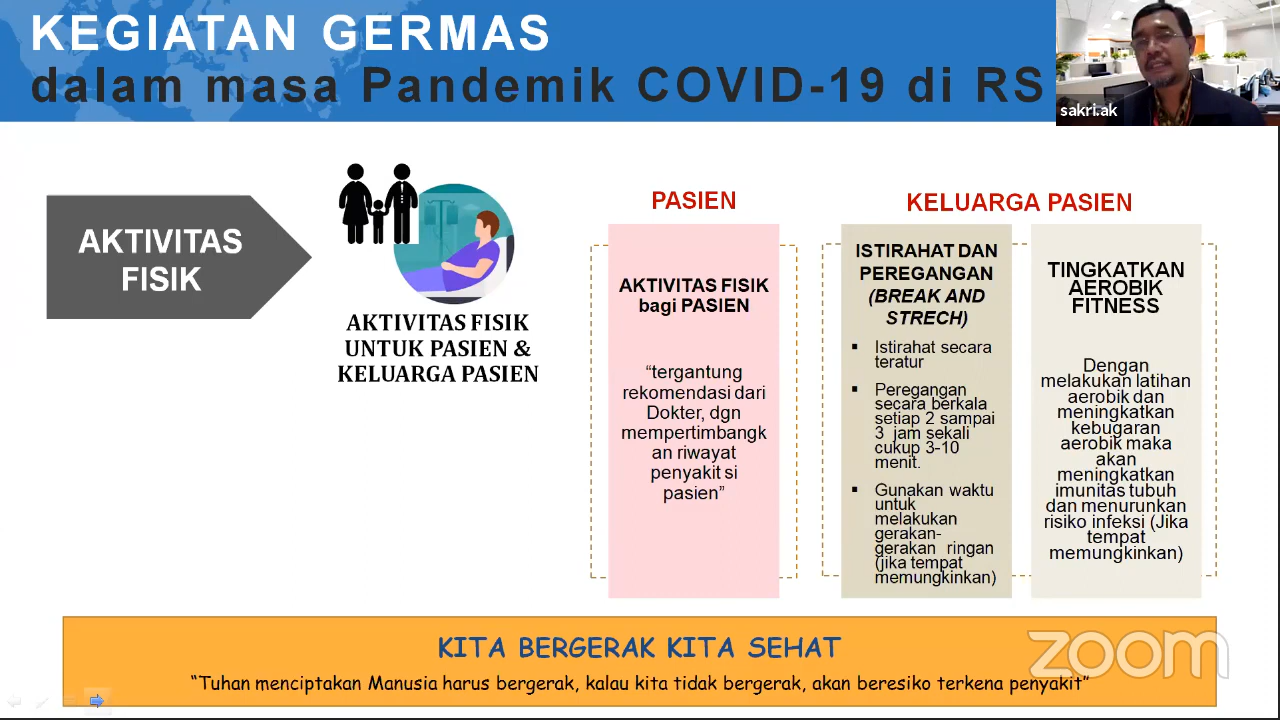 KEGIATAN GERMAS
dalam masa Pandemik COVID-19 di RS
sakri.ak
AKTIVITAS
FISIK
AKTIVITAS FISIK
UNTUK PASIEN &
KELUARGA PASIEN
PASIEN
AKTIVITAS FISIK
bagi PASIEN
“tergantung
rekomendasi dari
Dokter, dgn
mempertimbangk
an riwayat
penyakit si
pasien”
KELUARGA PASIEN
ISTIRAHAT DAN
PEREGANGAN
(BREAK AND
STRECH)
▪ Istirahat secara
teratur
▪ Peregangan
secara berkala
setiap 2 sampai
3 jam sekali
cukup 3-10
menit.
▪ Gunakan waktu
untuk
melakukan
gerakan-
gerakan ringan
(jika tempat
memungkinkan)
TINGKATKAN
AEROBIK
FITNESS
Dengan
melakukan latihan
aerobik dan
meningkatkan
kebugaran
aerobik maka
akan
meningkatkan
imunitas tubuh
dan menurunkan
risiko infeksi (Jika
tempat
memungkinkan)
KITA BERGERAK KITA SEHAT
“Tuhan menciptakan Manusia harus bergerak, kalau kita tidak bergerak, akan beresiko terkena penyakit”
zoom